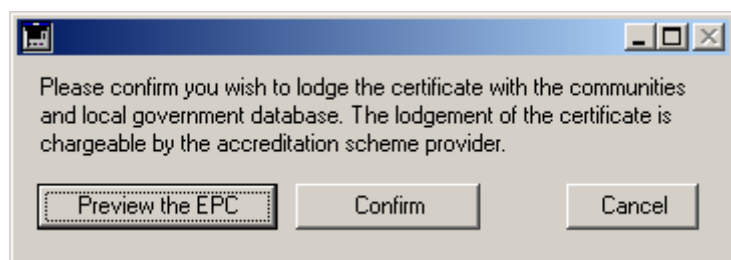 Please confirm you wish to lodge the certificate with the communities
and local government database. The lodgement of the certificate is
chargeable by the accreditation scheme provider.
Preview the EPC Confirm Cancel